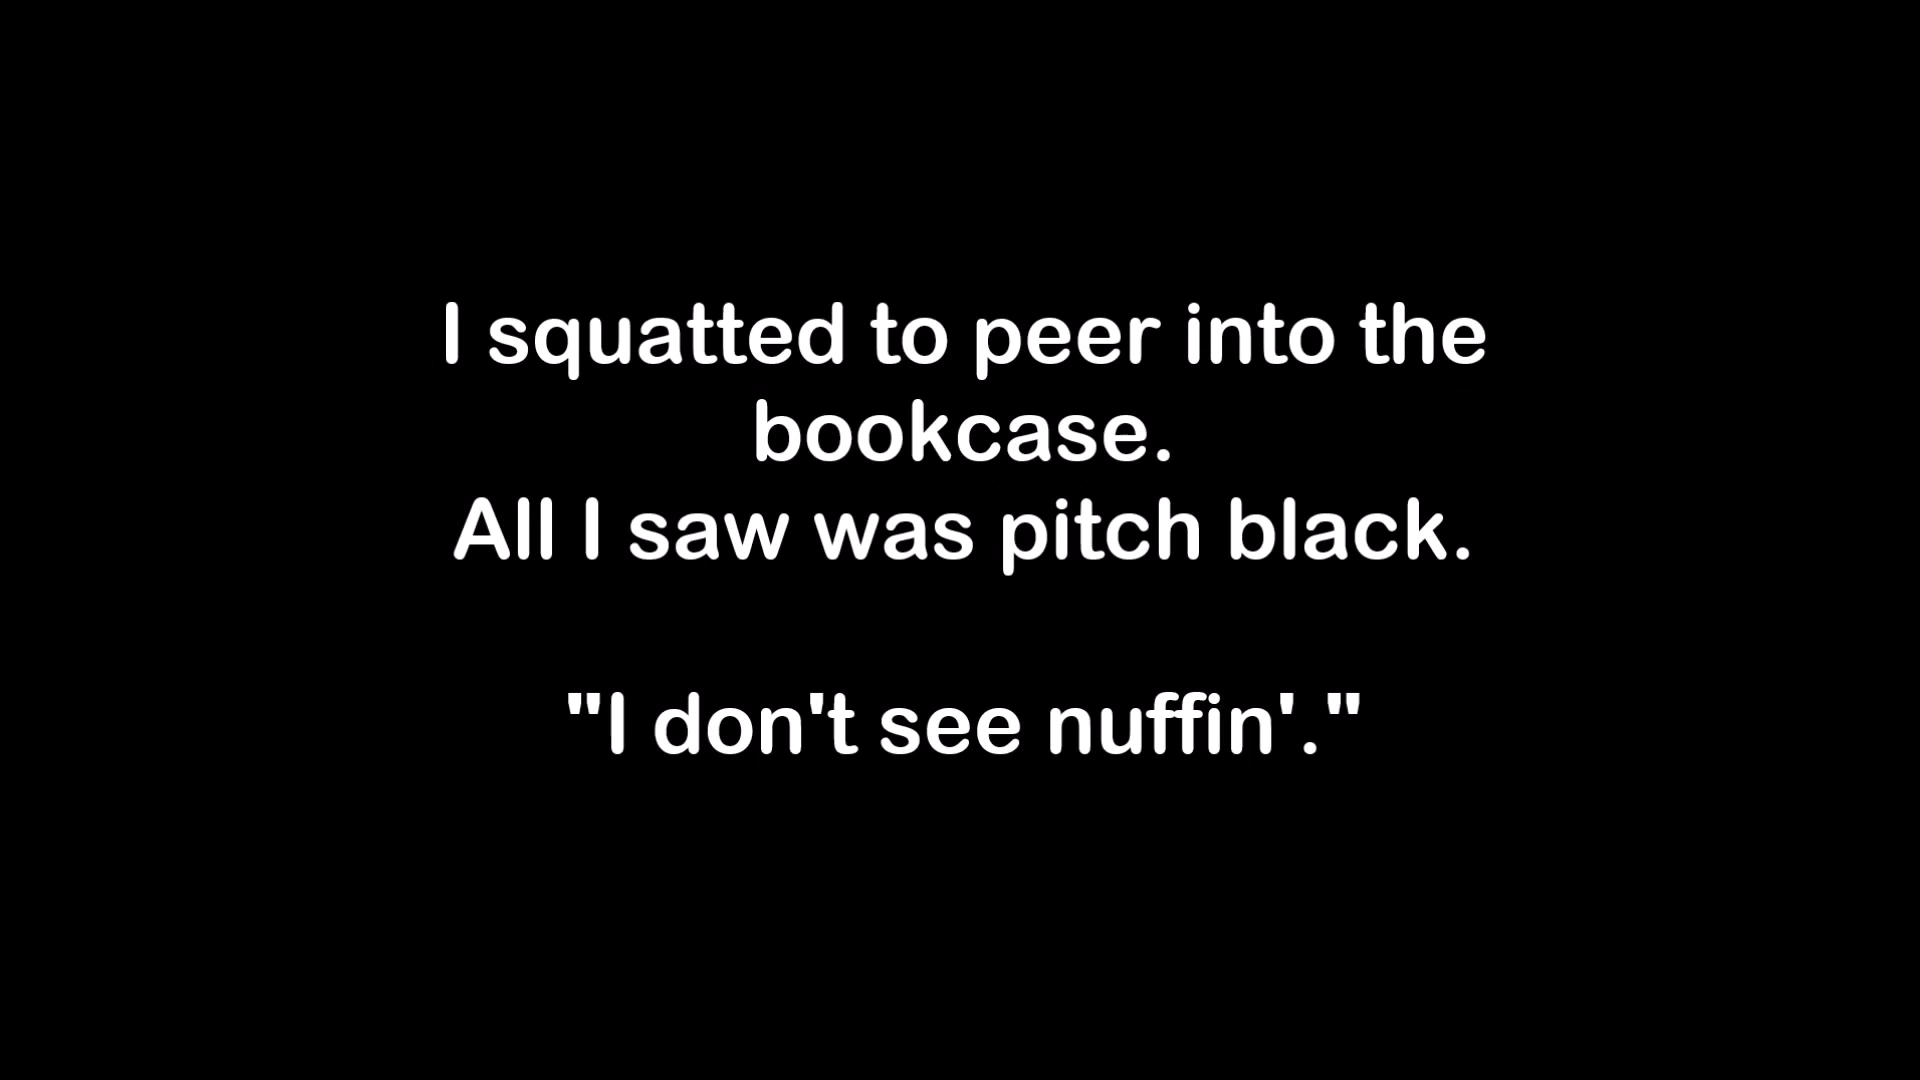 I squatted to peer into the
bookcase.
All I saw was pitch black.
"I don't see nuffin'."